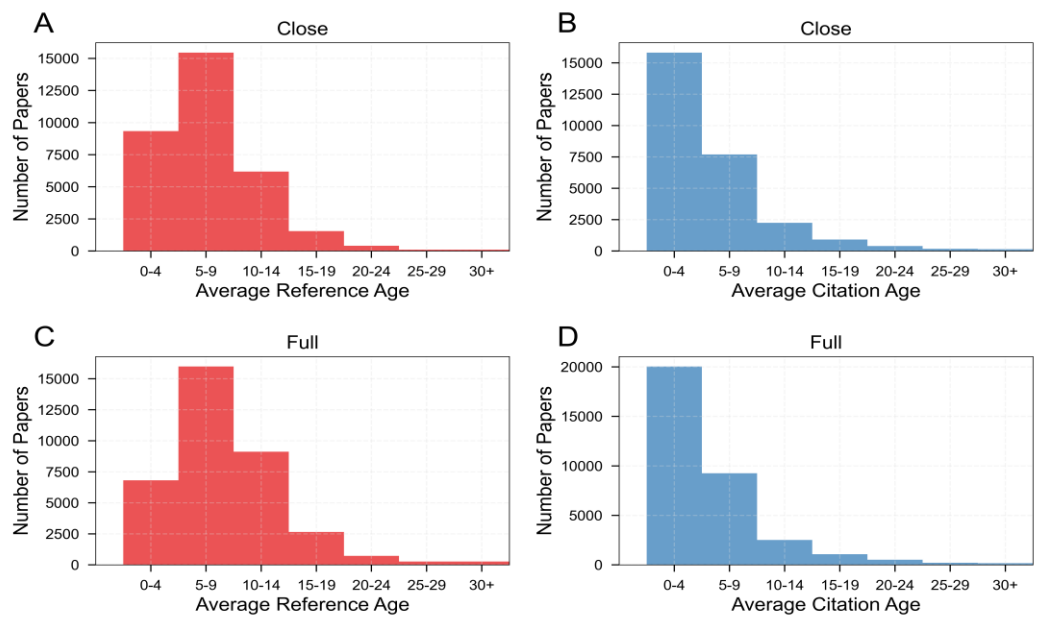 A
Close
Number of Papers
15000
12500
10000
7500
5000
2500
0
0-4 5-9 10-14 15-19 20-24 25-29 30+
Average Reference Age
B
Close
Number of Papers
15000
12500
10000
7500
5000
2500
0
0-4 5-9 10-14 15-19 20-24 25-29 30+
Average Citation Age
C
Full
Number of Papers
15000
12500
10000
7500
5000
2500
0
0-4 5-9 10-14 15-19 20-24 25-29 30+
Average Reference Age
D
Full
Number of Papers
20000
15000
10000
5000
0
0-4 5-9 10-14 15-19 20-24 25-29 30+
Average Citation Age